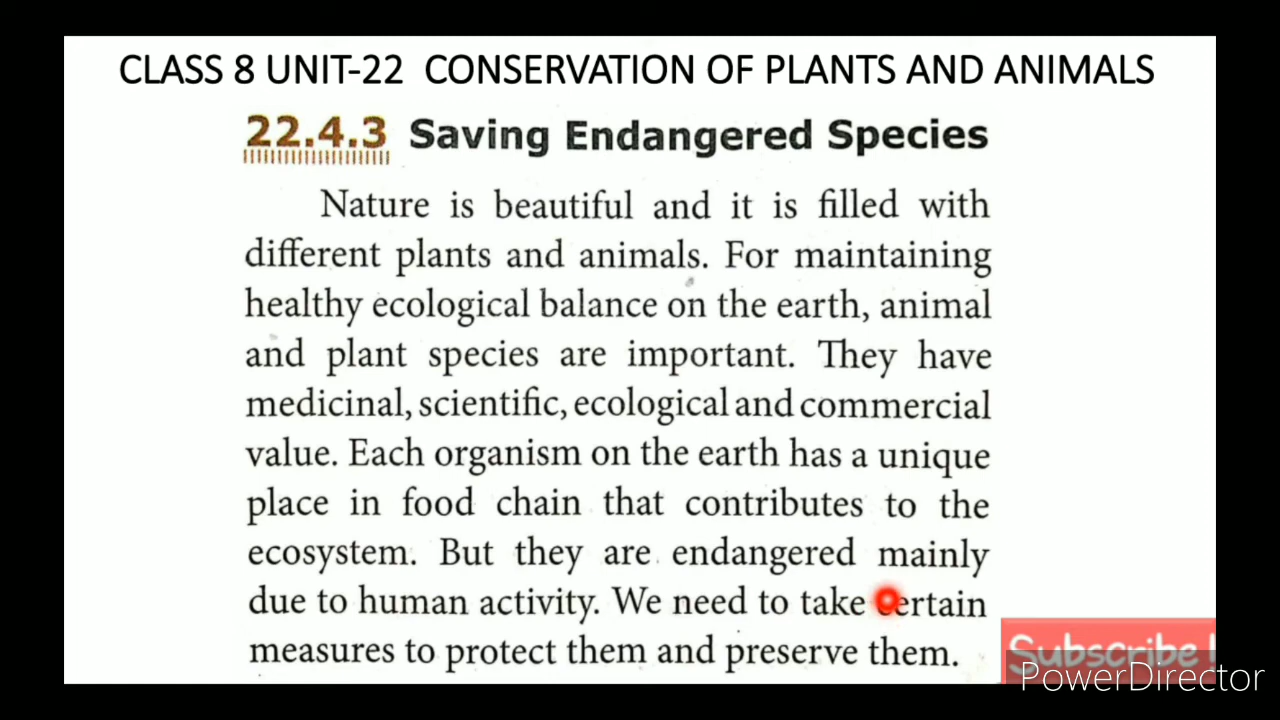 CLASS 8 UNIT-22 CONSERVATION OF PLANTS AND ANIMALS
22.4.3 Saving Endangered Species
Nature is beautiful and it is filled with
different plants and animals. For maintaining
healthy ecological balance on the earth, animal
and plant species are important. They have
medicinal, scientific, ecological and commercial
value. Each organism on the earth has a unique
place in food chain that contributes to the
ecosystem. But they are endangered mainly
due to human activity. We need to take certain
measures to protect them and preserve them.
Subscribe !
PowerDirector